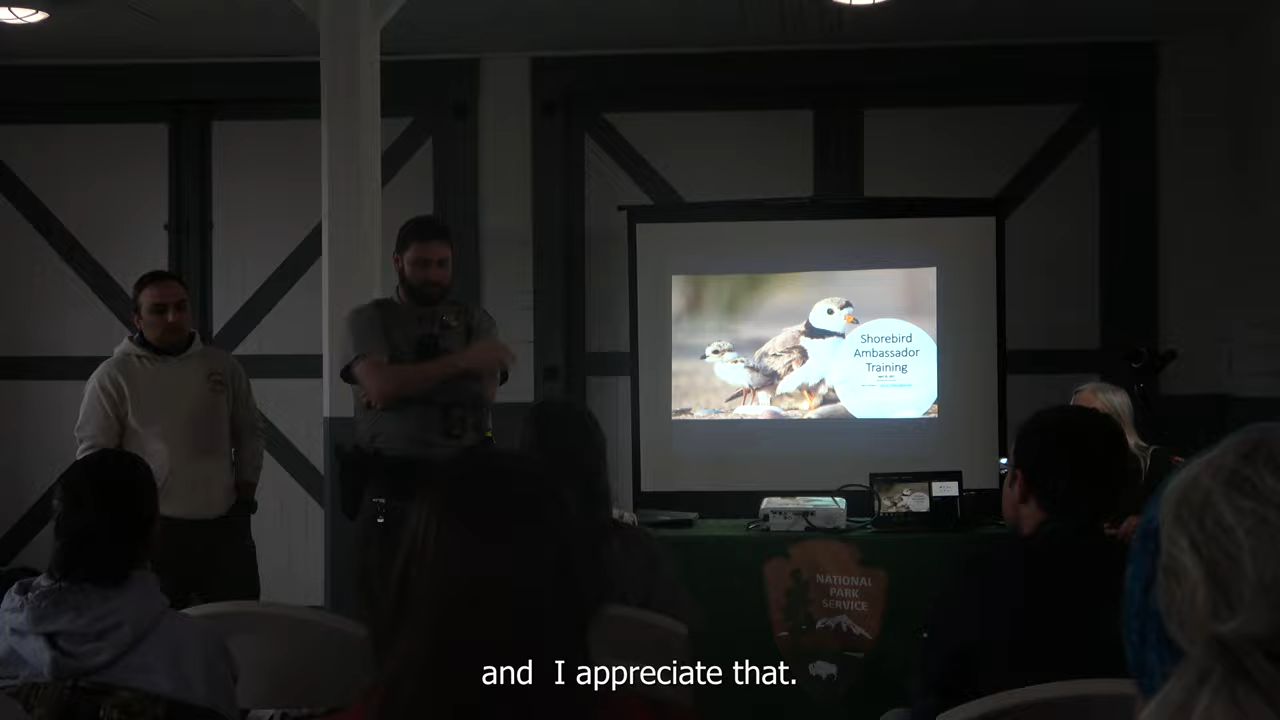 Shorebird
Ambassador
Training
NATIONAL
PARK
SERVICE
and I appreciate that.